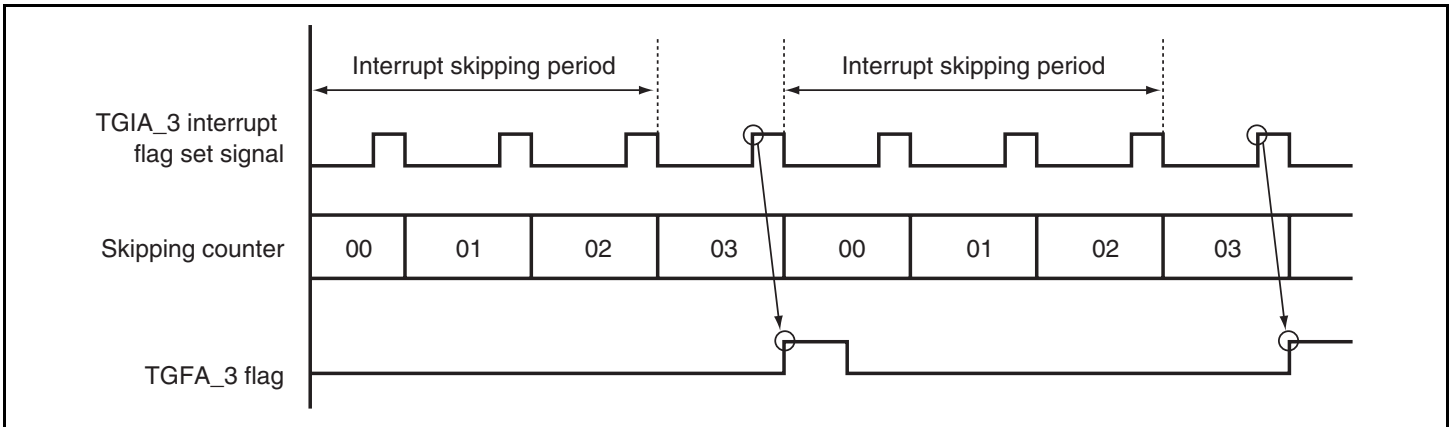 Interrupt skipping period
Interrupt skipping period
TGIA_3 interrupt
flag set signal
Skipping counter
00
01
02
03
00
01
02
03
TGFA_3 flag